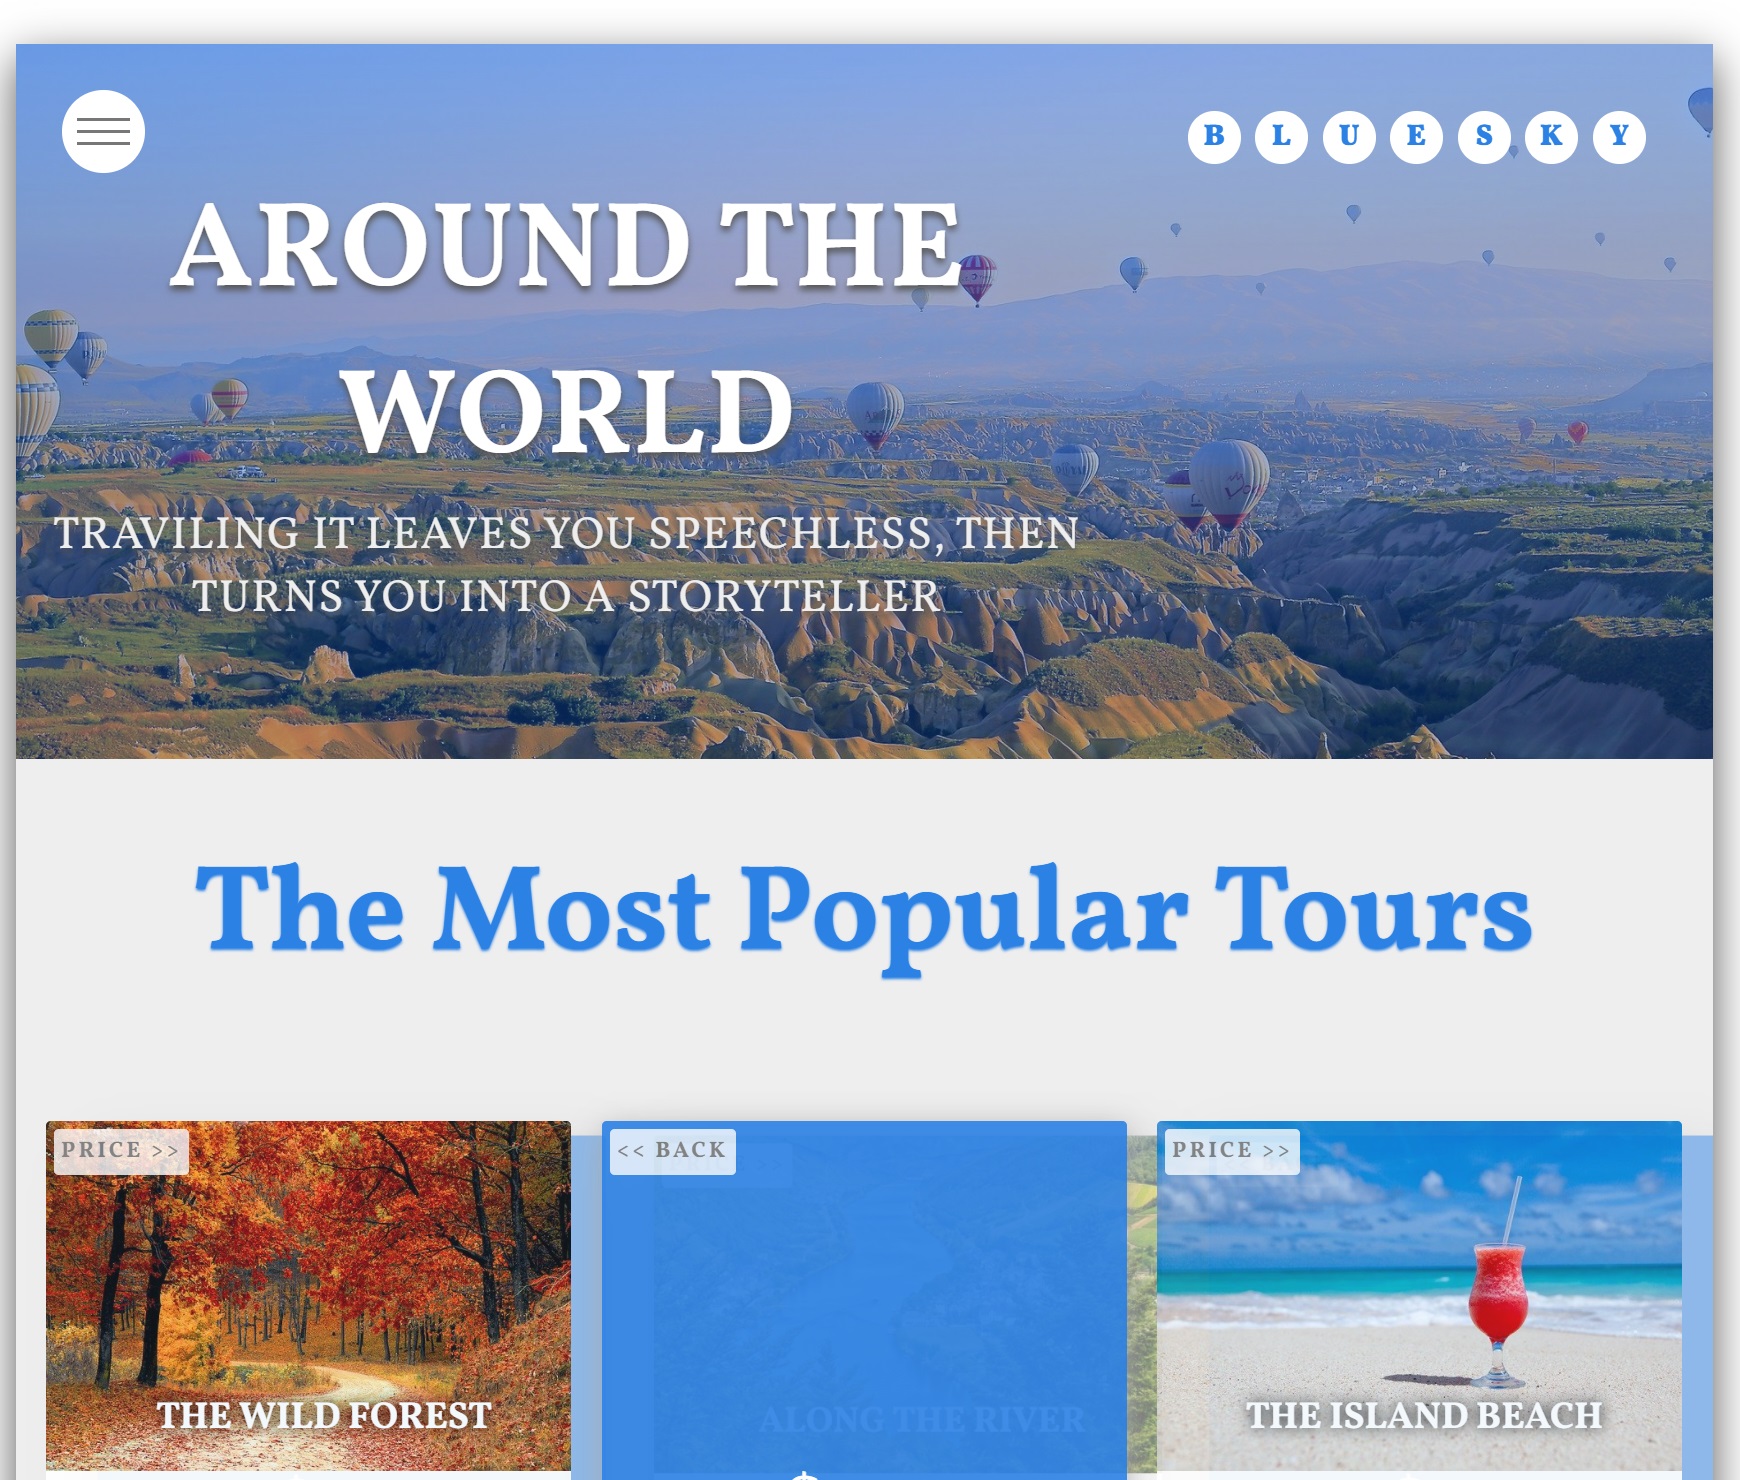 B L U E S K Y
AROUND THE
WORLD
TRAVILING IT LEAVES YOU SPEECHLESS, THEN
TURNS YOU INTO A STORYTELLER
The Most Popular Tours
PRICE >>
THE WILD FOREST
<< BACK
ALONG THE RIVER
PRICE >>
THE ISLAND BEACH